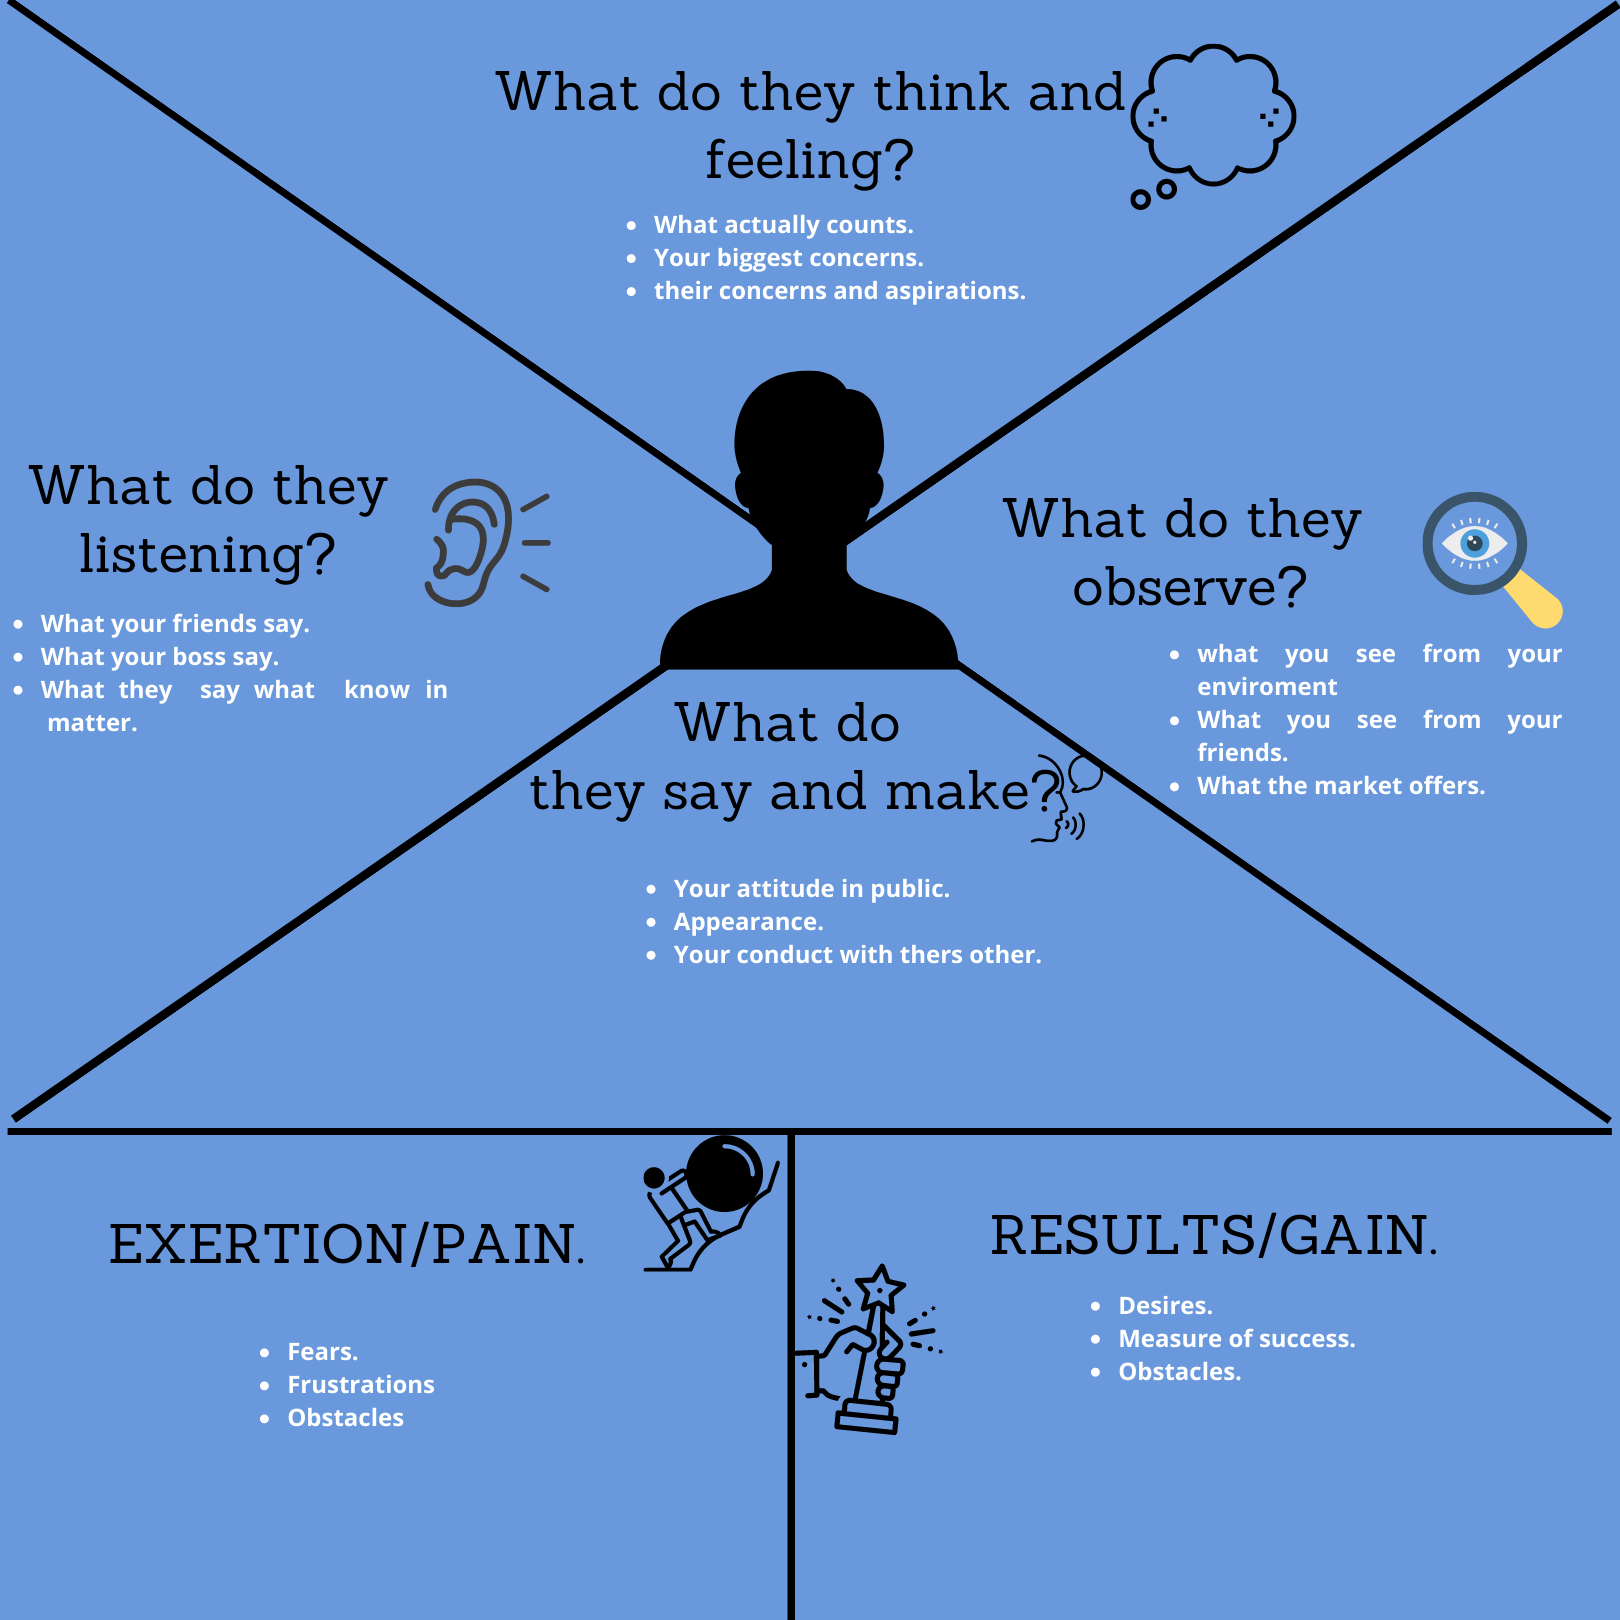 What do they think and
feeling?
What actually counts.
Your biggest concerns.
their concerns and aspirations.
What do they
listening?
What your friends say.
What your boss say.
What they say what know in
matter.
What do they
observe?
what you see from your
enviroment
What you see from your
friends.
What the market offers.
What do
they say and make?
Your attitude in public.
Appearance.
Your conduct with thers other.
EXERTION/PAIN.
Fears.
Frustrations
Obstacles
RESULTS/GAIN.
Desires.
Measure of success.
Obstacles.